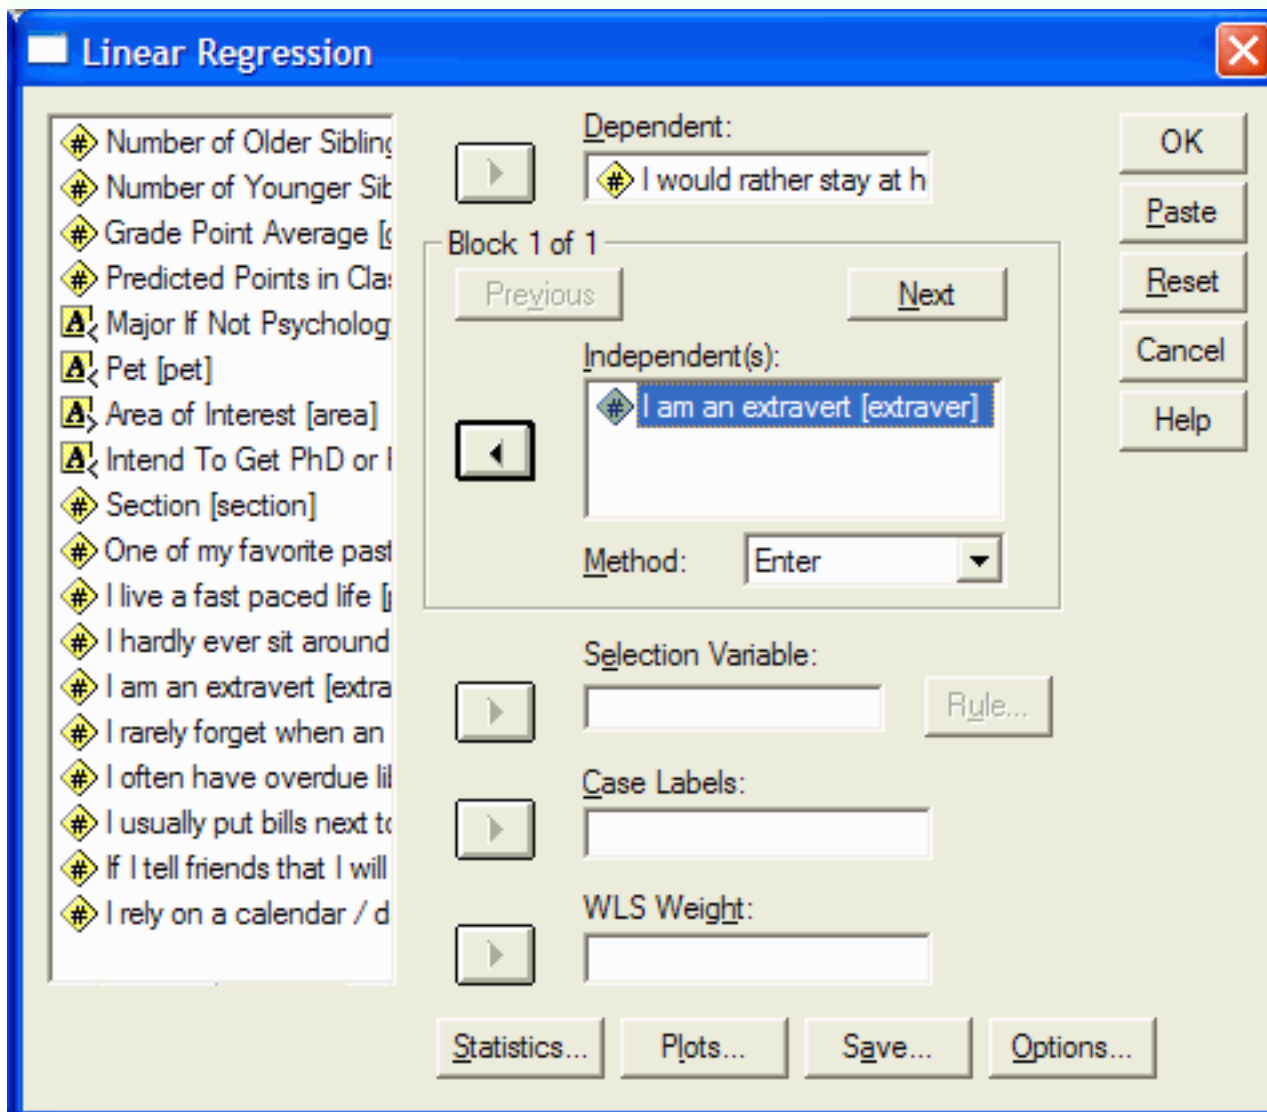 Linear Regression
Number of Older Sibling
Number of Younger Sib
Grade Point Average [g
Predicted Points in Clas
Major If Not Psycholog
Pet [pet]
Area of Interest [area]
Intend To Get PhD or
Section [section]
One of my favorite past
I live a fast paced life [p
I hardly ever sit around
I am an extravert [extra
I rarely forget when an
I often have overdue lib
I usually put bills next to
If I tell friends that I will
I rely on a calendar / d
Dependent:
I would rather stay at h
Block 1 of 1
Previous
Next
Independent(s):
I am an extravert [extraver]
Method:
Enter
Selection Variable:
Rule...
Case Labels:
WLS Weight:
Statistics...
Plots...
Save...
Options...
OK
Paste
Reset
Cancel
Help